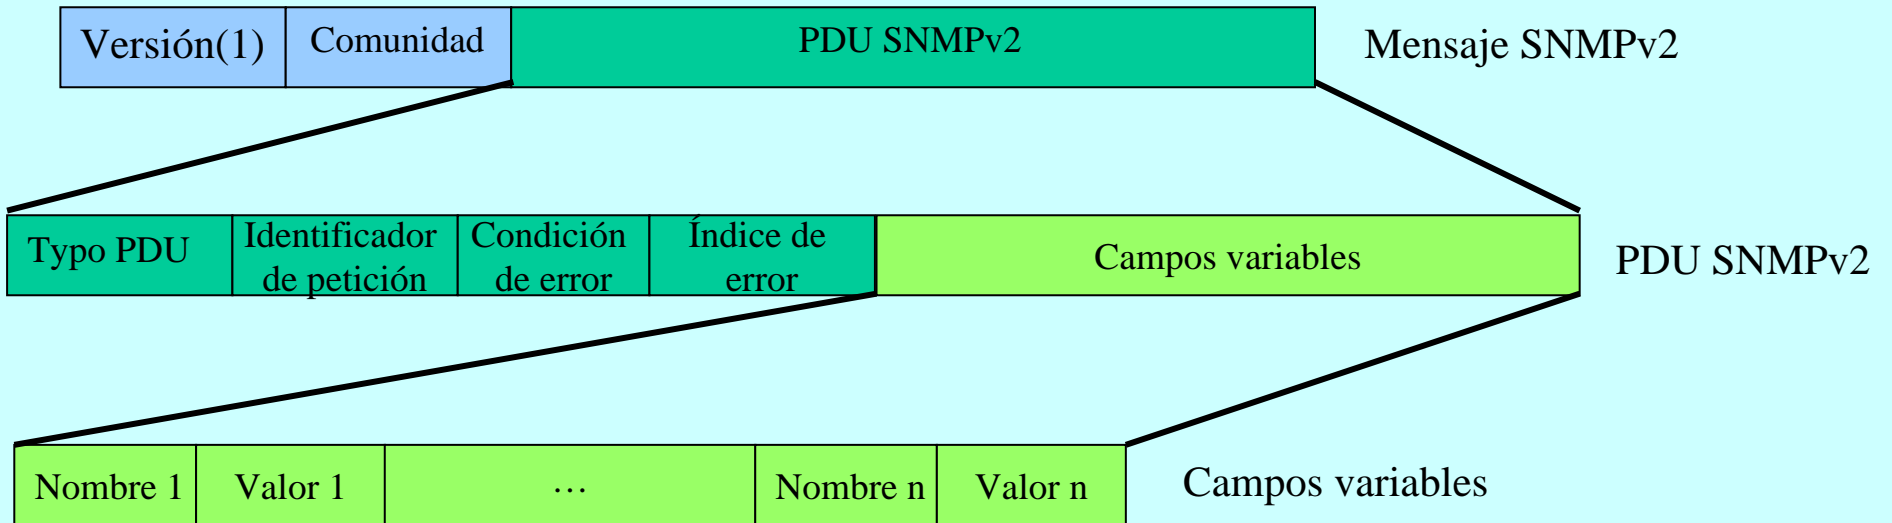 Versión(1) Comunidad PDU SNMPv2 Mensaje SNMPv2
Typo PDU
Identificador
de petición
Condición
de error
Índice de
error
Campos variables
PDU SNMPv2
Nombre 1 Valor 1 … Nombre n Valor n Campos variables